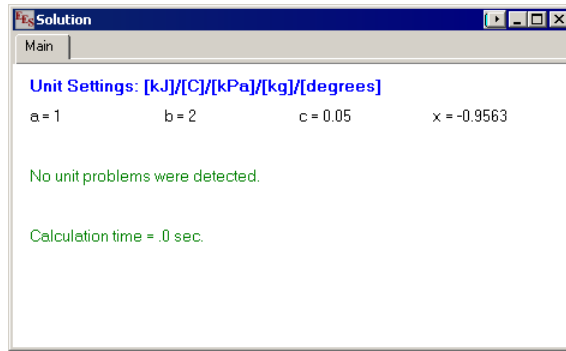 EES Solution
Main
Unit Settings: [kJ]/[C]/[kPa]/[kg]/[degrees]
a = 1 b = 2 c = 0.05 x = -0.9563
No unit problems were detected.
Calculation time = .0 sec.